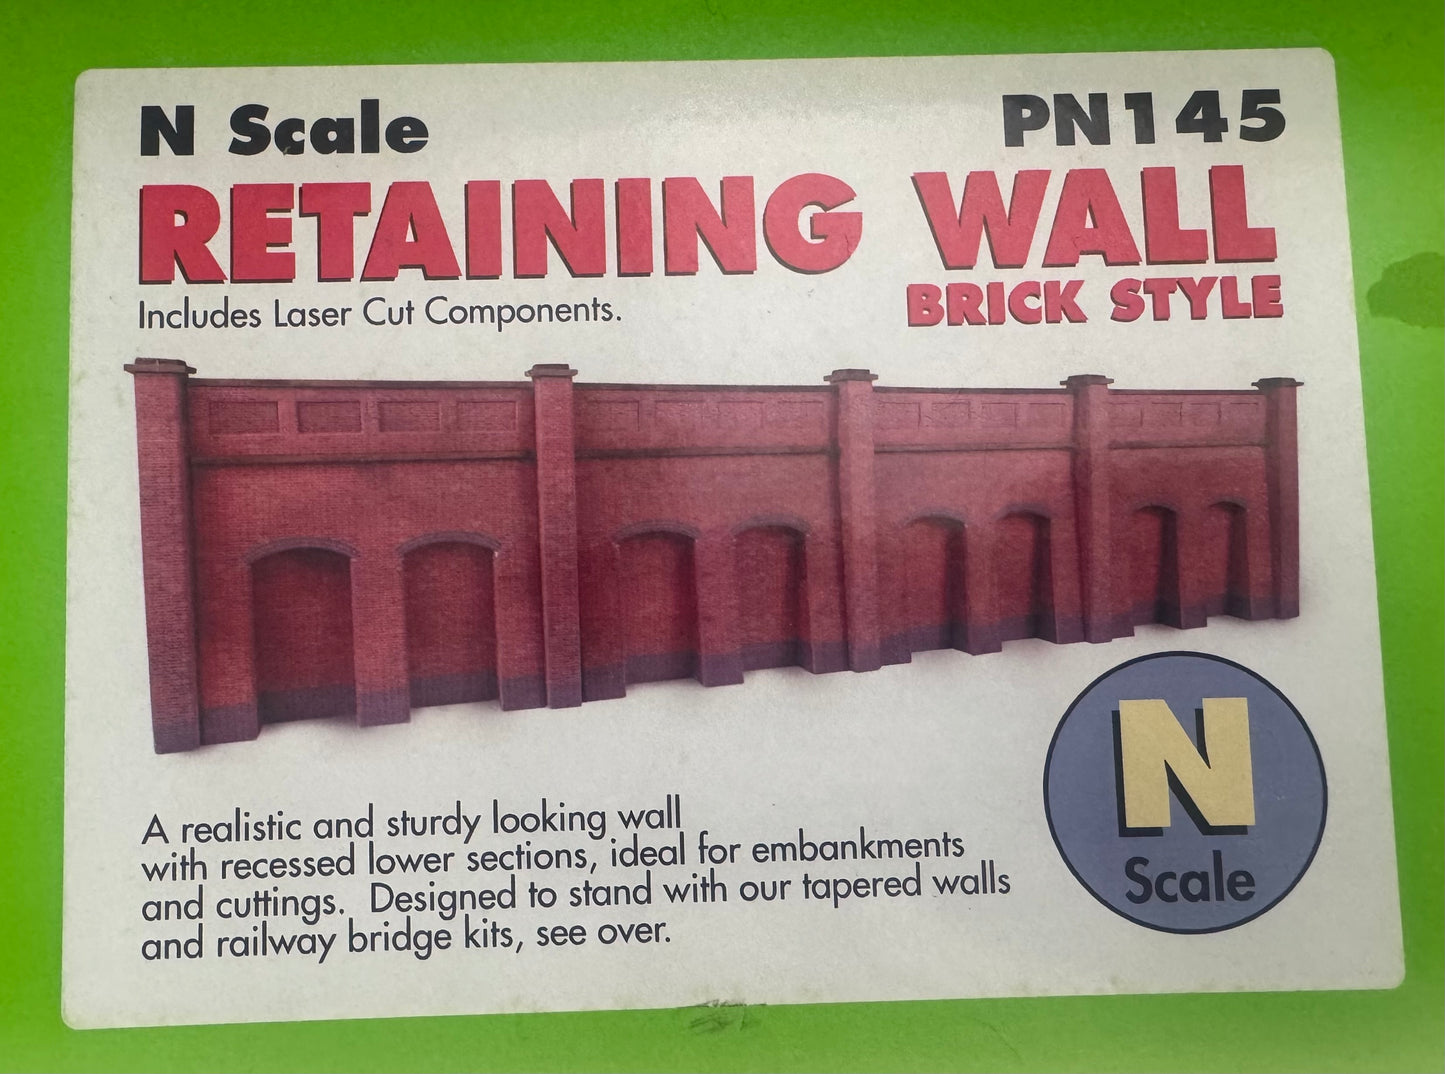 N Scale
PN145
RETAINING WALL
Includes Laser Cut Components.
BRICK STYLE
A realistic and sturdy looking wall
with recessed lower sections, ideal for embankments
and cuttings.  Designed to stand with our tapered walls
and railway bridge kits, see over.
N
Scale